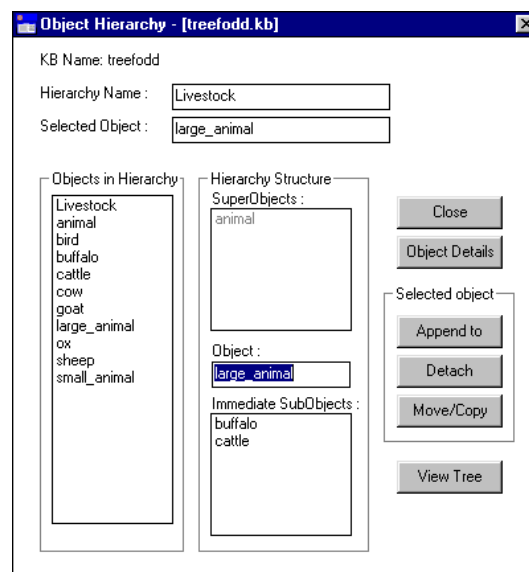 Object Hierarchy - [treefodd.kb]
KB Name: treefodd
Hierarchy Name :
Livestock
Selected Object :
large_animal
Objects in Hierarchy
Livestock
animal
bird
buffalo
cattle
cow
goat
large_animal
ox
sheep
small_animal
Hierarchy Structure
SuperObjects :
animal
Object :
large_animal
Immediate SubObjects :
buffalo
cattle
Close
Object Details
Selected object
Append to
Detach
Move/Copy
View Tree